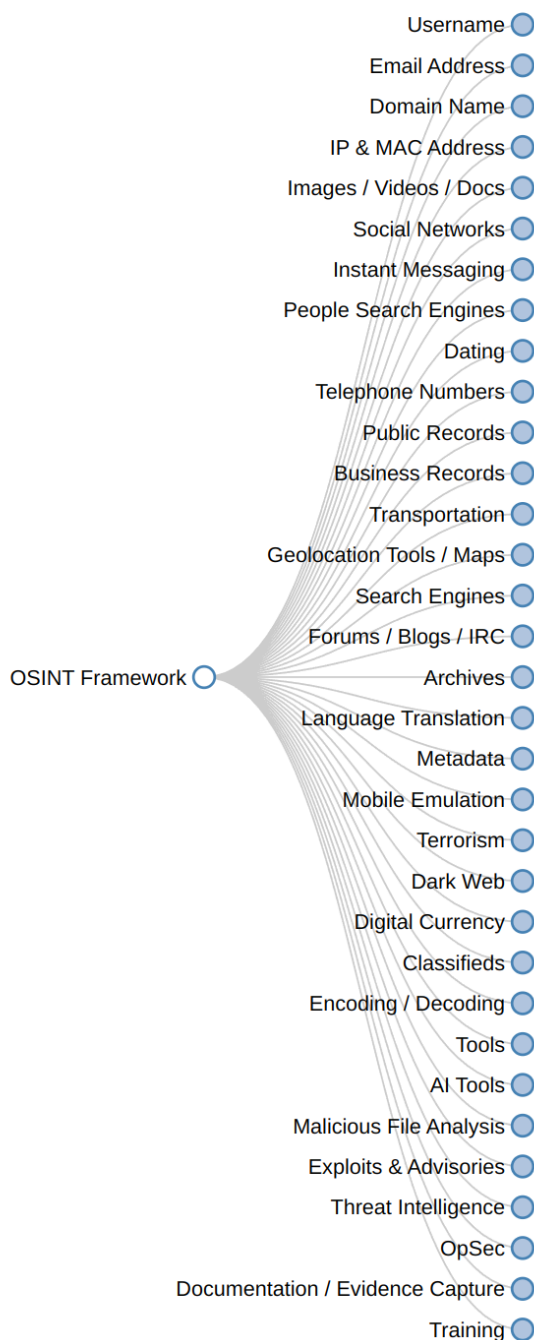 Username
Email Address
Domain Name
IP & MAC Address
Images / Videos / Docs
Social Networks
Instant Messaging
People Search Engines
Dating
Telephone Numbers
Public Records
Business Records
Transportation
Geolocation Tools / Maps
Search Engines
Forums / Blogs / IRC
OSINT Framework
Archives
Language Translation
Metadata
Mobile Emulation
Terrorism
Dark Web
Digital Currency
Classifieds
Encoding / Decoding
Tools
AI Tools
Malicious File Analysis
Exploits & Advisories
Threat Intelligence
OpSec
Documentation / Evidence Capture
Training